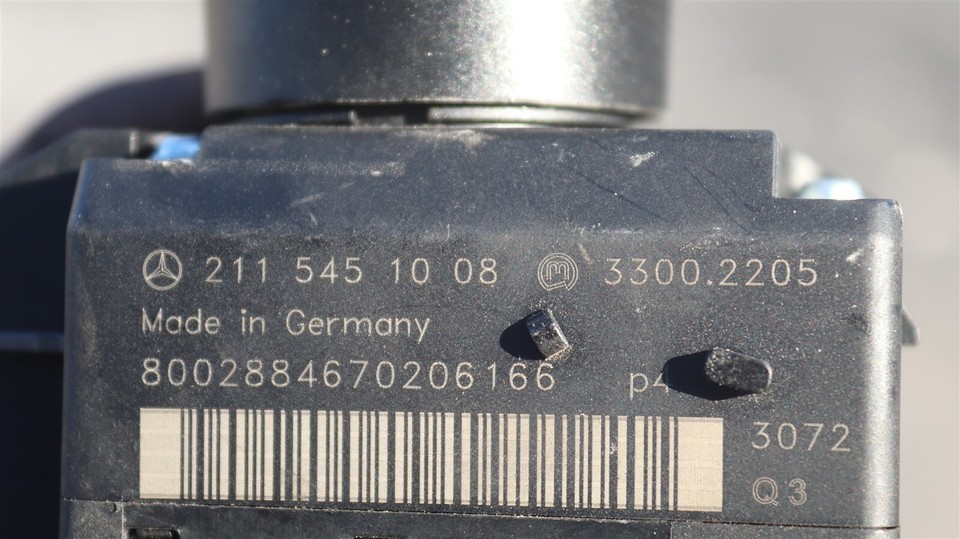 211 545 10 08 3300.2205
Made in Germany
8002884670206166 p4
3072
Q3